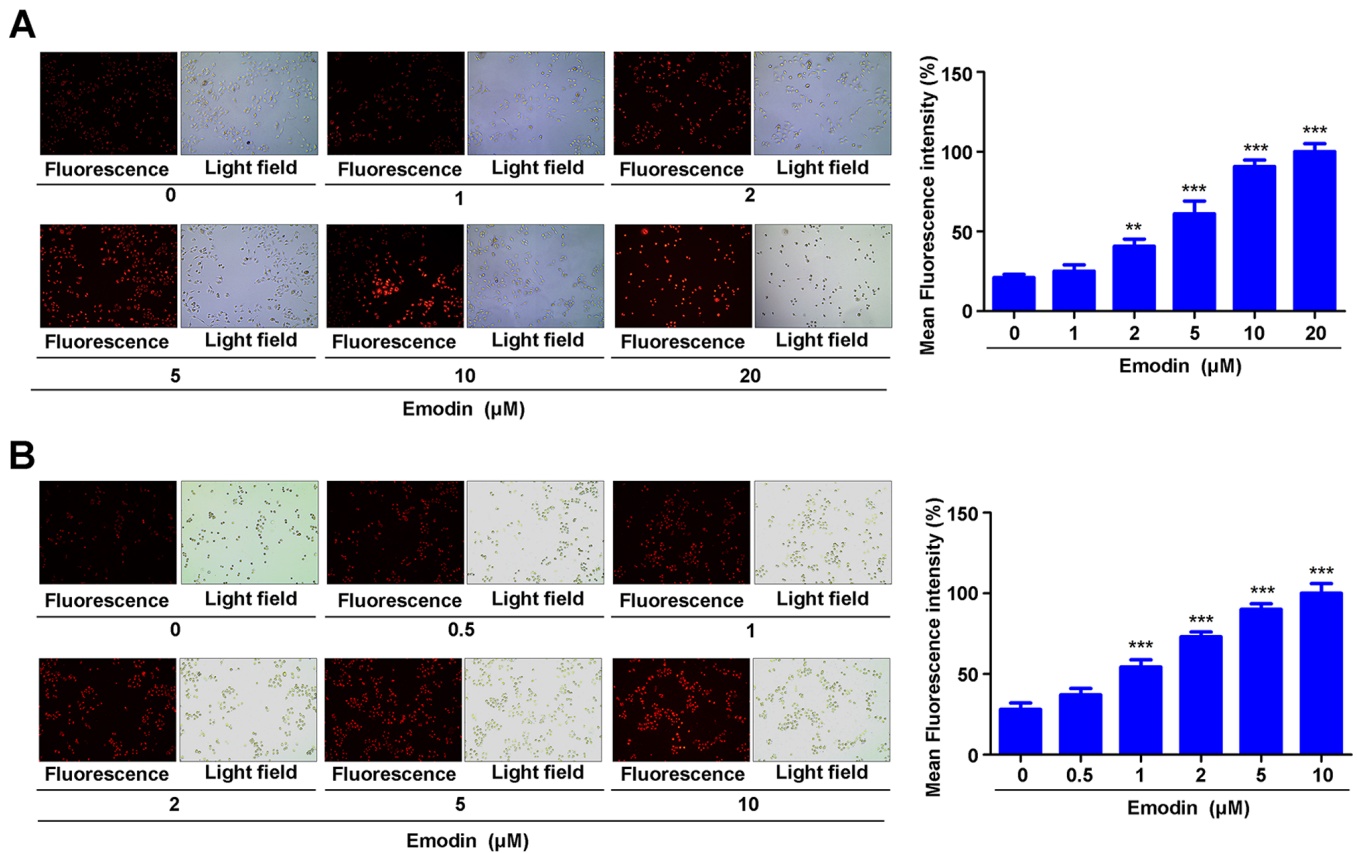 A
Fluorescence Light field Fluorescence Light field Fluorescence Light field
0 1 2
Fluorescence Light field Fluorescence Light field Fluorescence Light field
5 10 20
Emodin (μM)
Mean Fluorescence intensity (%)
150
100
50
0
** *** *** ***
0 1 2 5 10 20
Emodin (μM)
B
Fluorescence Light field Fluorescence Light field Fluorescence Light field
0 0.5 1
Fluorescence Light field Fluorescence Light field Fluorescence Light field
2 5 10
Emodin (μM)
Mean Fluorescence intensity (%)
150
100
50
0
*** *** *** ***
0 0.5 1 2 5 10
Emodin (μM)